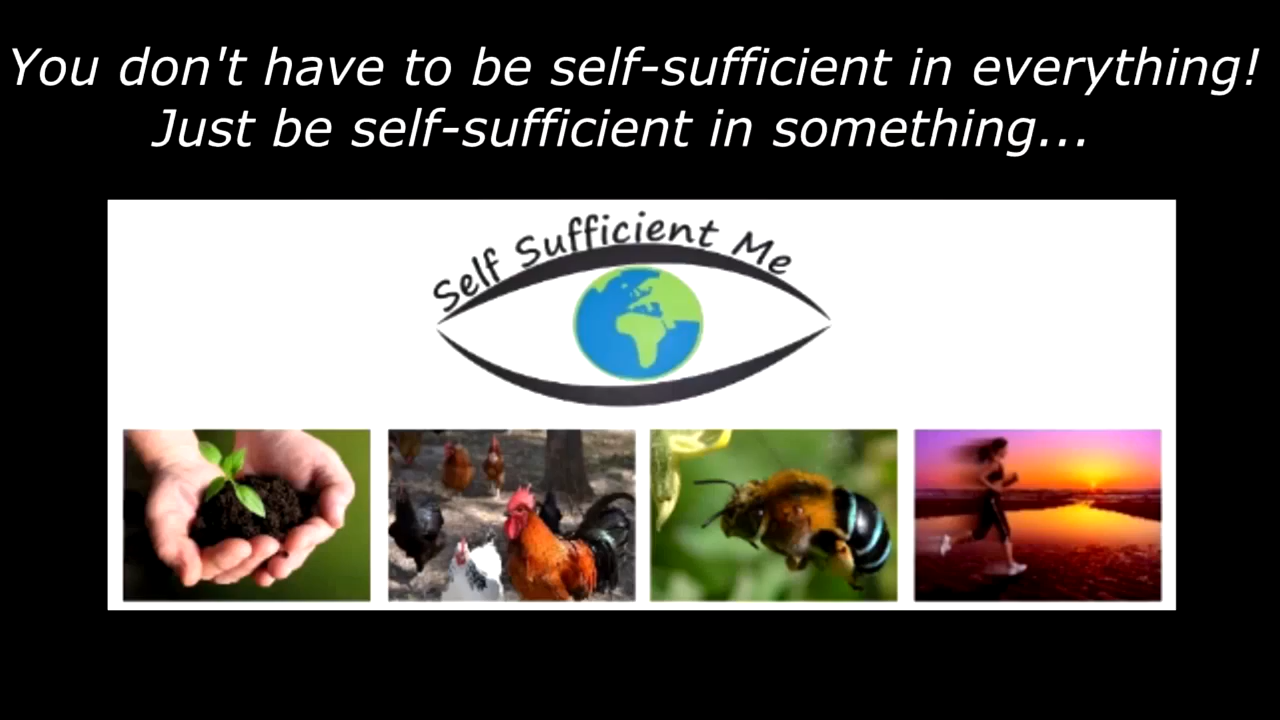 You don't have to be self-sufficient in everything!
Just be self-sufficient in something...
Self Sufficient Me